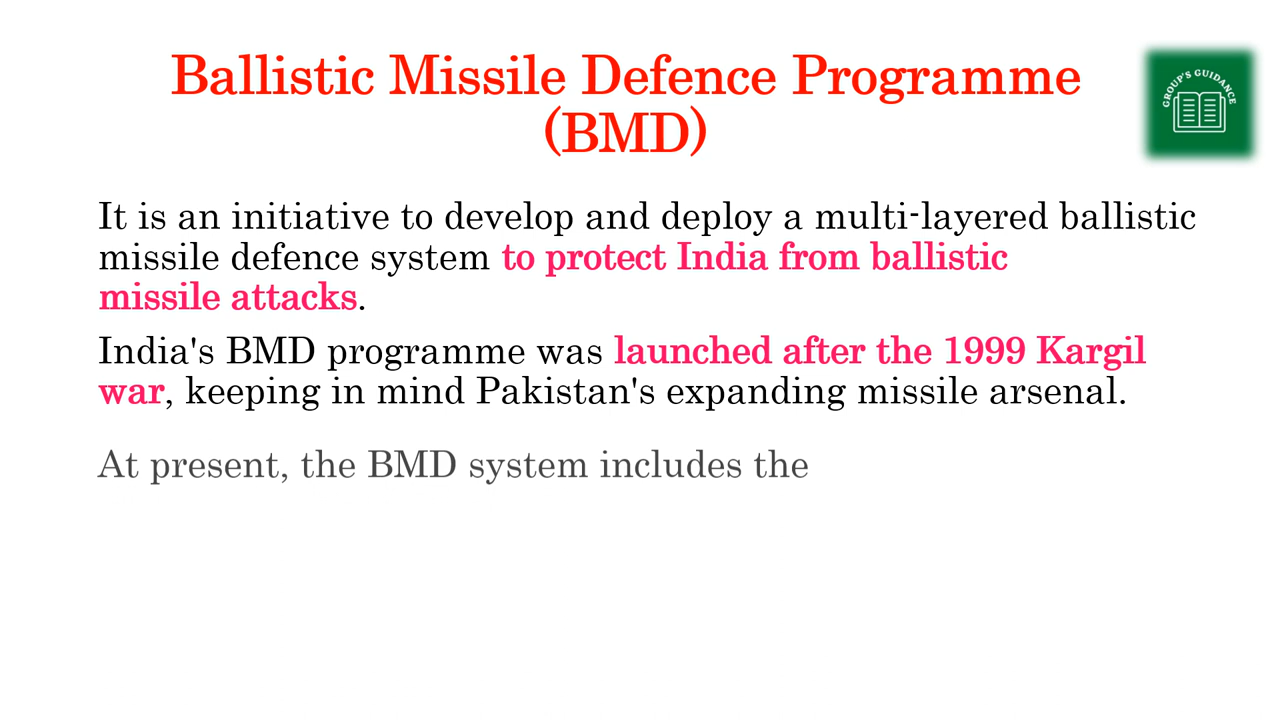 Ballistic Missile Defence Programme
(BMD)
GROUP'S GUIDANCE
It is an initiative to develop and deploy a multi-layered ballistic
missile defence system to protect India from ballistic
missile attacks.
India's BMD programme was launched after the 1999 Kargil
war, keeping in mind Pakistan's expanding missile arsenal.
At present, the BMD system includes the